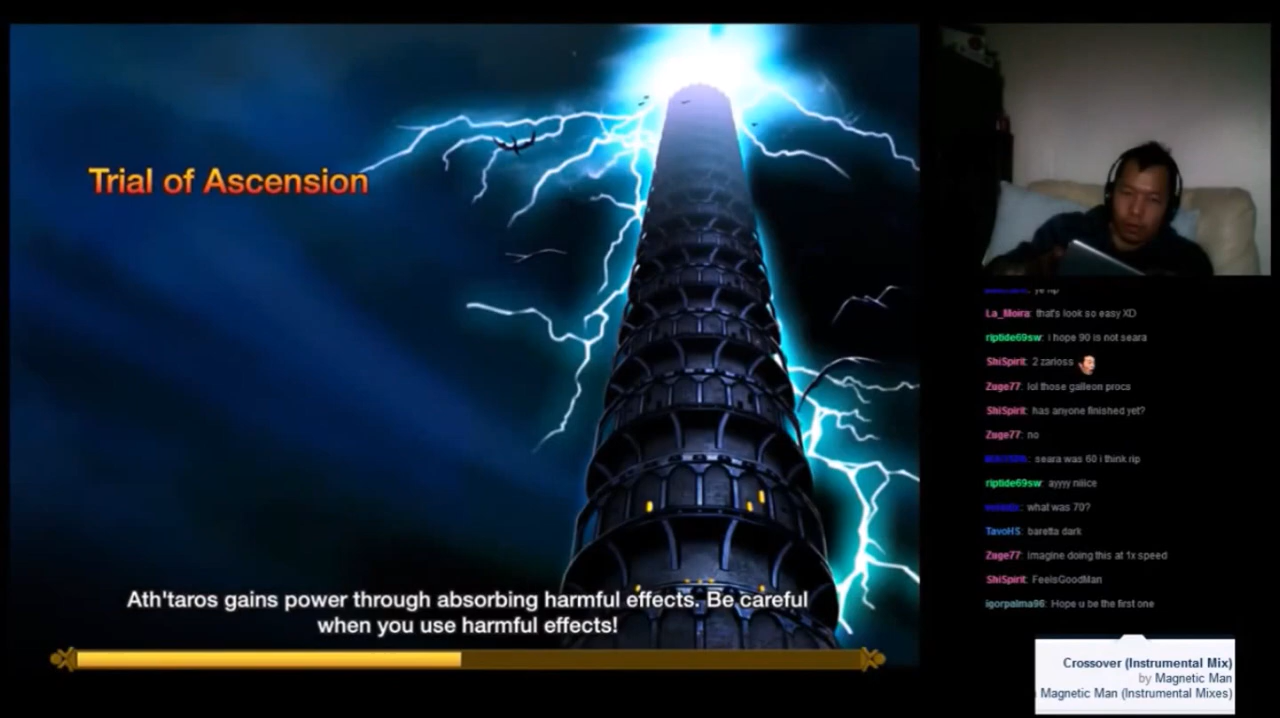 Trial of Ascension
Ath'taros gains power through absorbing harmful effects. Be careful
when you use harmful effects!
La_Moira: that's look so easy XD
riptide69sw: i hope 90 is not seara
ShiSpirit: 2 zarioss
Zuge77: lol those galleon procs
ShiSpirit: has anyone finished yet?
Zuge77: no
seara was 60 i think rip
riptide69sw: ayyyy niiice
what was 70?
TavoHS: baretta dark
Zuge77: imagine doing this at 1x speed
ShiSpirit: FeelsGoodMan
igorpalma96: Hope u be the first one
Crossover (Instrumental Mix)
by Magnetic Man
Magnetic Man (Instrumental Mixes)